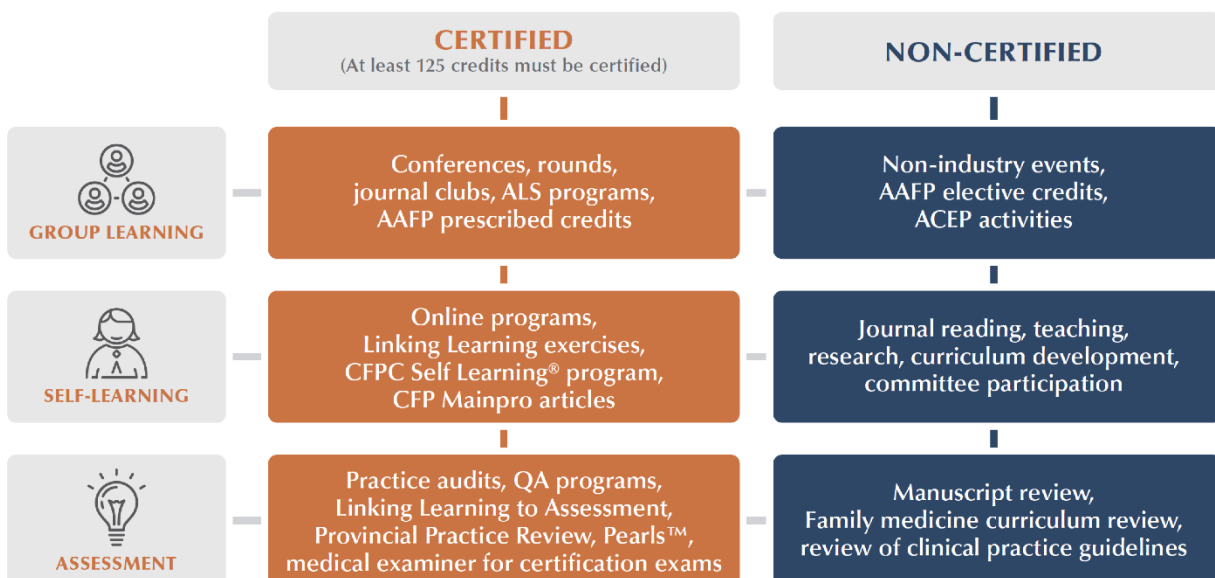 CERTIFIED
(At least 125 credits must be certified)
NON-CERTIFIED
GROUP LEARNING
Conferences, rounds,
journal clubs, ALS programs,
AAFP prescribed credits
Non-industry events,
AAFP elective credits,
ACEP activities
SELF-LEARNING
Online programs,
Linking Learning exercises,
CFPC Self Learning® program,
CFP Mainpro articles
Journal reading, teaching,
research, curriculum development,
committee participation
ASSESSMENT
Practice audits, QA programs,
Linking Learning to Assessment,
Provincial Practice Review, Pearls™,
medical examiner for certification exams
Manuscript review,
Family medicine curriculum review,
review of clinical practice guidelines